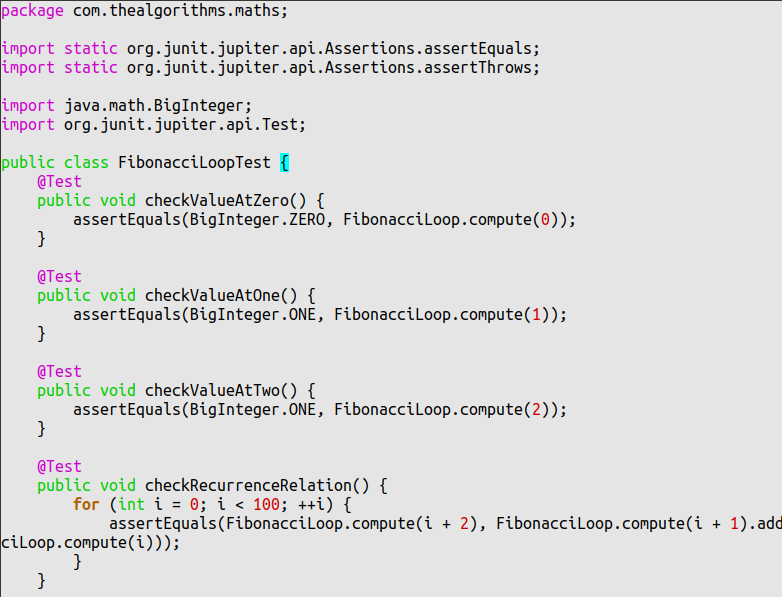 package com.thealgorithms.maths;
import static org.junit.jupiter.api.Assertions.assertEquals;
import static org.junit.jupiter.api.Assertions.assertThrows;
import java.math.BigInteger;
import org.junit.jupiter.api.Test;
public class FibonacciLoopTest {
    @Test
    public void checkValueAtZero() {
        assertEquals(BigInteger.ZERO, FibonacciLoop.compute(0));
    }
    @Test
    public void checkValueAtOne() {
        assertEquals(BigInteger.ONE, FibonacciLoop.compute(1));
    }
    @Test
    public void checkValueAtTwo() {
        assertEquals(BigInteger.ONE, FibonacciLoop.compute(2));
    }
    @Test
    public void checkRecurrenceRelation() {
        for (int i = 0; i < 100; ++i) {
            assertEquals(FibonacciLoop.compute(i + 2), FibonacciLoop.compute(i + 1).add
ciLoop.compute(i)));
        }
    }